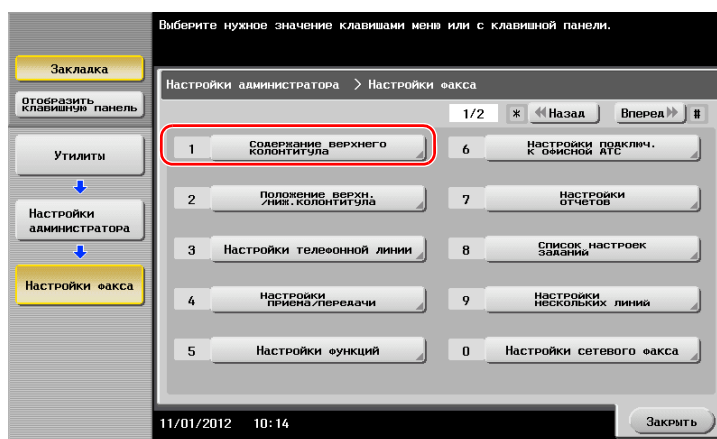 Выберите нужное значение клавишами меню или с клавишной панели.
Закладка
Отобразить
клавишную панель
Утилиты
Настройки
администратора
Настройки факса
Настройки администратора > Настройки факса
1/2 * Назад Вперед #
1 Содержание верхнего
колонтитула
6 Настройки подключ.
к офисной АТС
2 Положение верхн.
/ниж.колонтитула
7 Настройки
отчетов
3 Настройки телефонной линии
8 Список настроек
заданий
4 Настройки
приема/передачи
9 Настройки
нескольких линий
5 Настройки функций
0 Настройки сетевого факса
11/01/2012 10:14
Закрыть